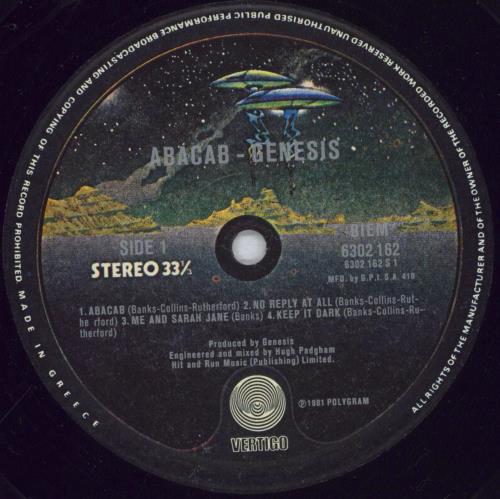 ALL RIGHTS OF THE MANUFACTURER AND OF THE OWNER OF THE RECORDED WORK RESERVED UNAUTHORISED PUBLIC PERFORMANCE BROADCASTING AND COPYING OF THIS RECORD PROHIBITED. MADE IN GREECE
ABACAB - GENESIS
SIDE 1
STEREO 33⅓
BIEM
6302 162
6302 162 S 1
MFD. by G.P.I. S.A. 410
1. ABACAB (Banks-Collins-Rutherford) 2. NO REPLY AT ALL (Banks-Collins-Rut-
he rford) 3. ME AND SARAH JANE (Banks) 4. KEEP IT DARK (Banks-Collins-Ru-
therford)
Produced by Genesis
Engineered and mixed by Hugh Padgham
Hit and Run Music (Publishing) Limited.
℗1981 POLYGRAM
VERTIGO